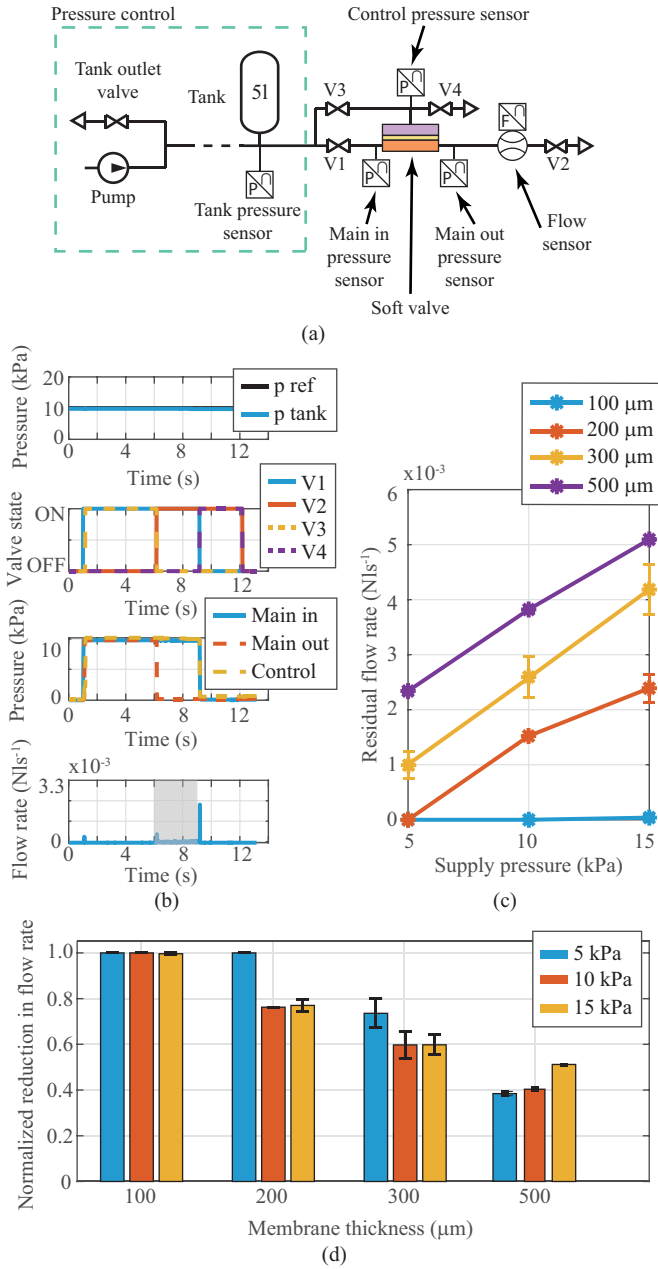 Pressure control
Control pressure sensor
Tank outlet
valve
Tank
5l
V3
V4
P
F
V1
V2
P
P
P
Pump
Tank pressure
sensor
Main in
pressure
sensor
Main out
pressure
sensor
Flow
sensor
Soft valve
(a)
Pressure (kPa)
20
10
0
0 4 8 12
Time (s)
p ref
p tank
Valve state
ON
OFF
0 4 8 12
Time (s)
V1
V2
V3
V4
Pressure (kPa)
10
0
0 4 8 12
Time (s)
Main in
Main out
Control
Flow rate (Nls-1)
x10-3
3.3
0
0 4 8 12
Time (s)
(b)
100 μm
200 μm
300 μm
500 μm
x10-3
Residual flow rate (Nls-1)
6
5
4
3
2
1
0
5 10 15
Supply pressure (kPa)
(c)
Normalized reduction in flow rate
1.0
0.8
0.6
0.4
0.2
0
5 kPa
10 kPa
15 kPa
100 200 300 500
Membrane thickness (μm)
(d)